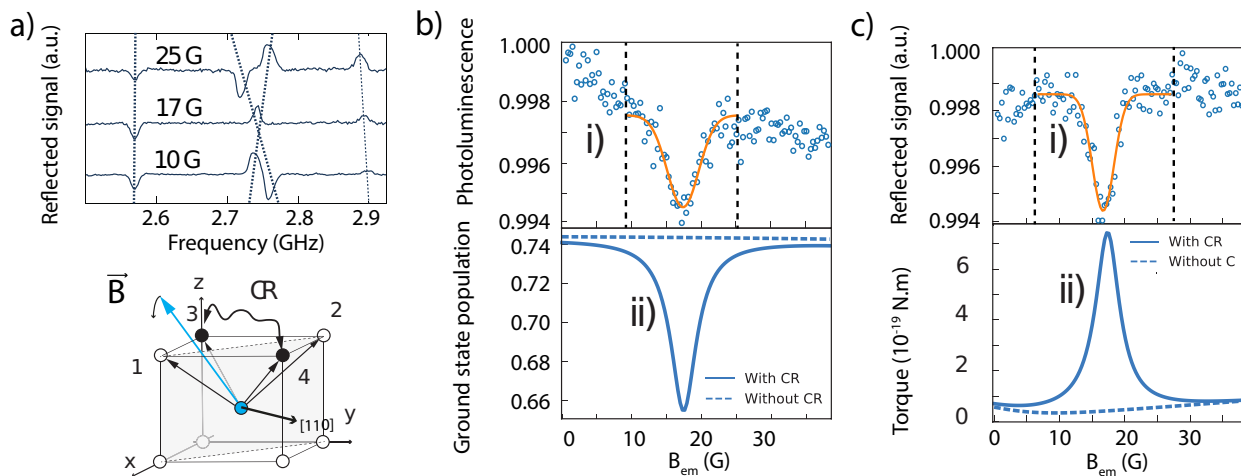 a)
Reflected signal (a.u.)
25 G
17 G
10 G
2.6
2.7
2.8
2.9
Frequency (GHz)
B
z
CR
3
2
1
4
y
[110]
x
b)
Photoluminescence
1.000
0.998
0.996
0.994
i)
Ground state population
0.74
0.72
0.70
0.68
0.66
ii)
With CR
Without CR
0
10
20
30
B_em (G)
c)
Reflected signal (a.u.)
1.000
0.998
0.996
0.994
i)
Torque (10⁻¹⁹ N.m)
6
4
2
0
ii)
With CR
Without C
0
10
20
30
B_em (G)